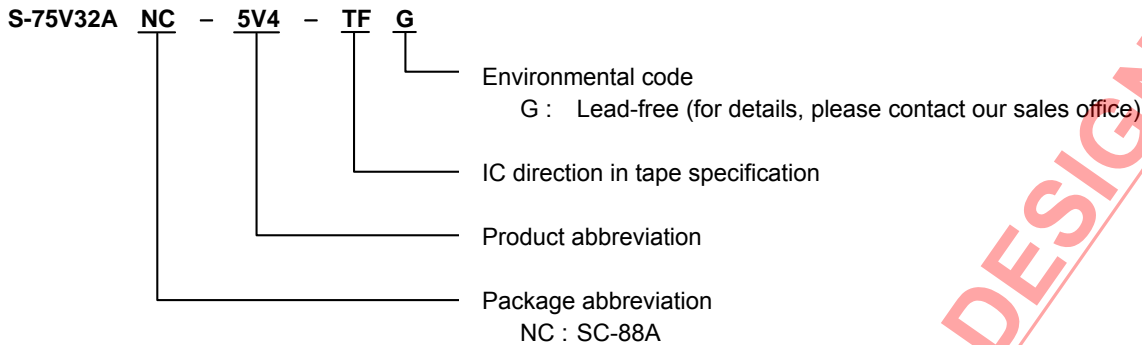 S-75V32A NC – 5V4 – TF G
Environmental code
G : Lead-free (for details, please contact our sales office)
IC direction in tape specification
Product abbreviation
Package abbreviation
NC : SC-88A
DESIGN